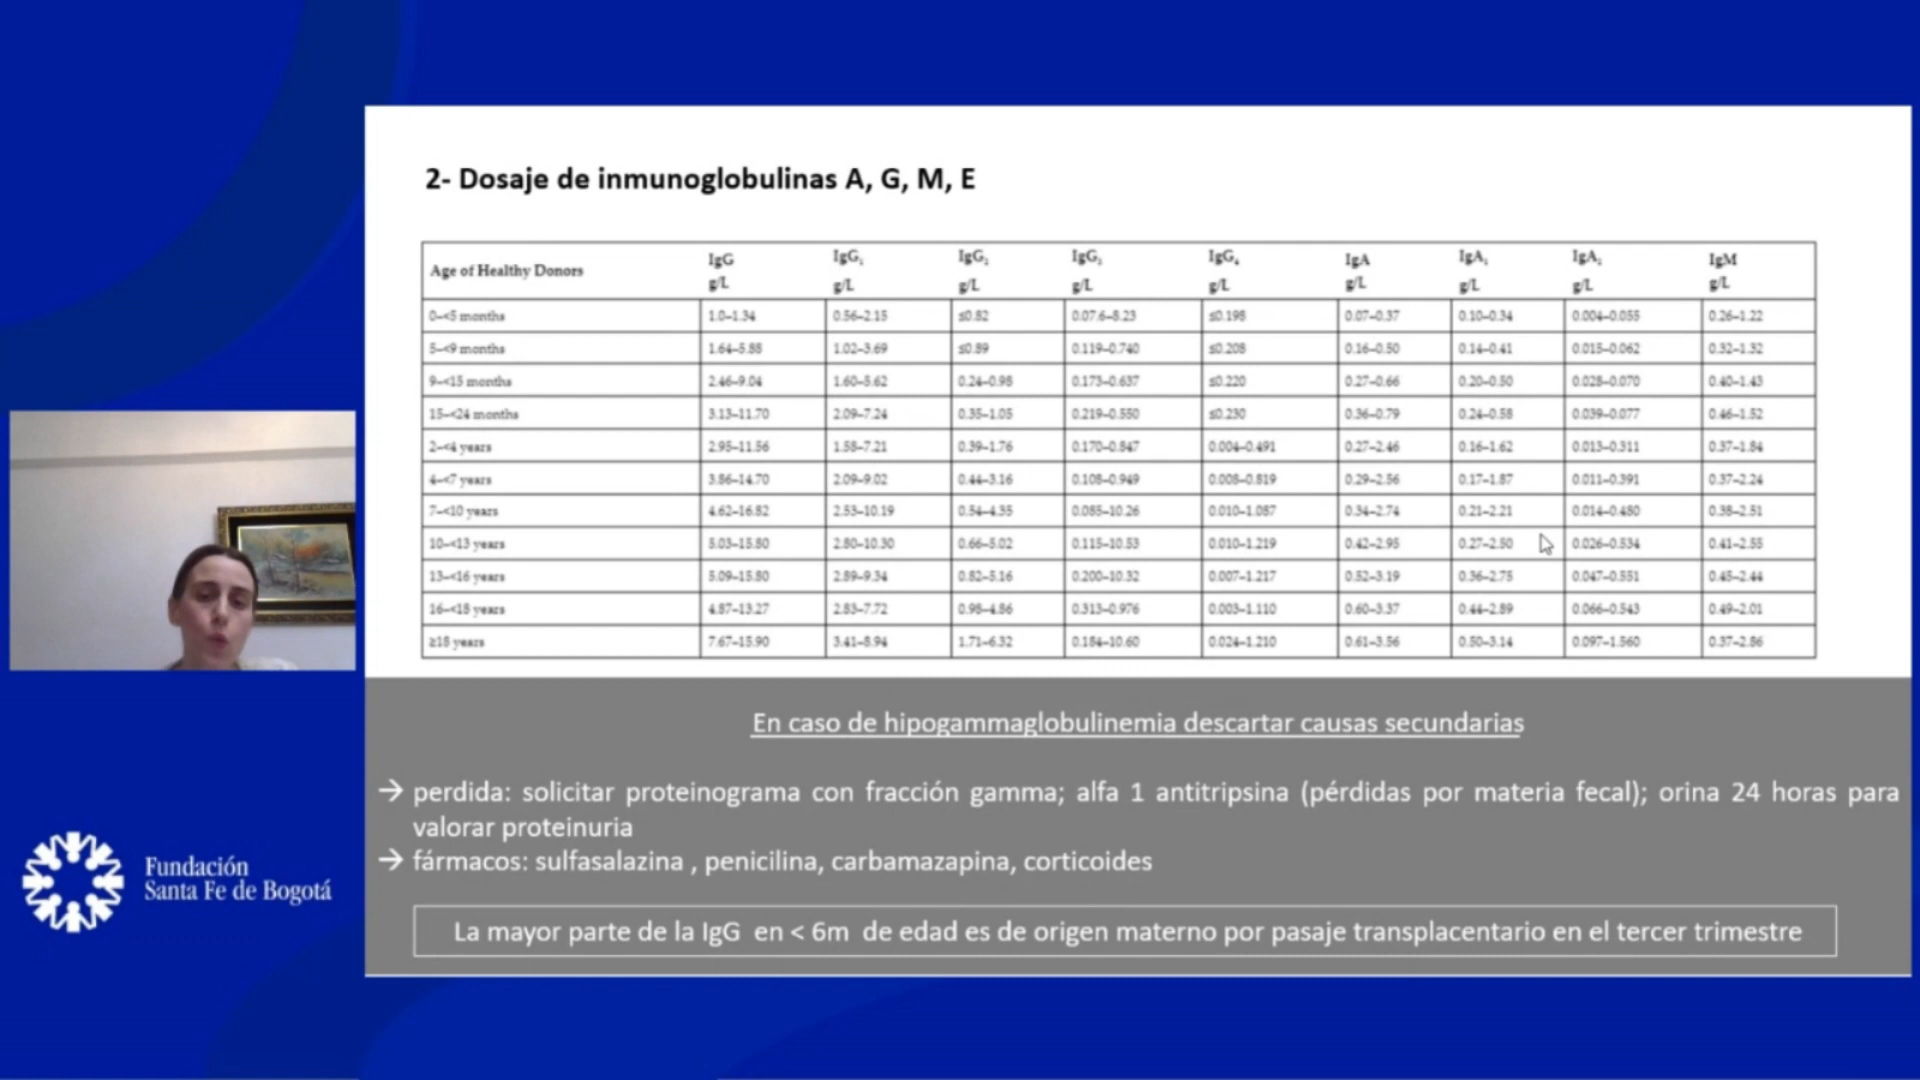 2- Dosaje de inmunoglobulinas A, G, M, E
Age of Healthy Donors IgG g/L IgG₁ g/L IgG₂ g/L IgG₃ g/L IgG₄ g/L IgA g/L IgA₁ g/L IgA₂ g/L IgM g/L
0–<5 months 1.0–1.34 0.56–2.15 ≤0.82 0.07.6–8.23 ≤0.198 0.07–0.37 0.10–0.34 0.004–0.055 0.26–1.22
5–<9 months 1.64–5.88 1.02–3.69 ≤0.89 0.119–0.740 ≤0.208 0.16–0.50 0.14–0.41 0.015–0.062 0.32–1.32
9–<15 months 2.46–9.04 1.60–5.62 0.24–0.98 0.173–0.637 ≤0.220 0.27–0.66 0.20–0.50 0.028–0.070 0.40–1.43
15–<24 months 3.13–11.70 2.09–7.24 0.35–1.05 0.219–0.550 ≤0.230 0.36–0.79 0.24–0.58 0.039–0.077 0.46–1.52
2–<4 years 2.95–11.56 1.58–7.21 0.39–1.76 0.170–0.847 0.004–0.491 0.27–2.46 0.16–1.62 0.013–0.311 0.37–1.84
4–<7 years 3.86–14.70 2.09–9.02 0.44–3.16 0.108–0.949 0.008–0.819 0.29–2.56 0.17–1.87 0.011–0.391 0.37–2.24
7–<10 years 4.62–16.82 2.53–10.19 0.54–4.35 0.085–10.26 0.010–1.087 0.34–2.74 0.21–2.21 0.014–0.480 0.38–2.51
10–<13 years 5.03–15.80 2.80–10.30 0.66–5.02 0.115–10.53 0.010–1.219 0.42–2.95 0.27–2.50 0.026–0.534 0.41–2.55
13–<16 years 5.09–15.80 2.89–9.34 0.82–5.16 0.200–10.32 0.007–1.217 0.52–3.19 0.36–2.75 0.047–0.551 0.45–2.44
16–<18 years 4.87–13.27 2.83–7.72 0.98–4.86 0.313–0.976 0.003–1.110 0.60–3.37 0.44–2.89 0.066–0.543 0.49–2.01
≥18 years 7.67–15.90 3.41–8.94 1.71–6.32 0.184–10.60 0.024–1.210 0.61–3.56 0.50–3.14 0.097–1.560 0.37–2.86
En caso de hipogammaglobulinemia descartar causas secundarias
→ perdida: solicitar proteinograma con fracción gamma; alfa 1 antitripsina (pérdidas por materia fecal); orina 24 horas para
valorar proteinuria
→ fármacos: sulfasalazina , penicilina, carbamazapina, corticoides
La mayor parte de la IgG en < 6m de edad es de origen materno por pasaje transplacentario en el tercer trimestre
Fundación
Santa Fe de Bogotá